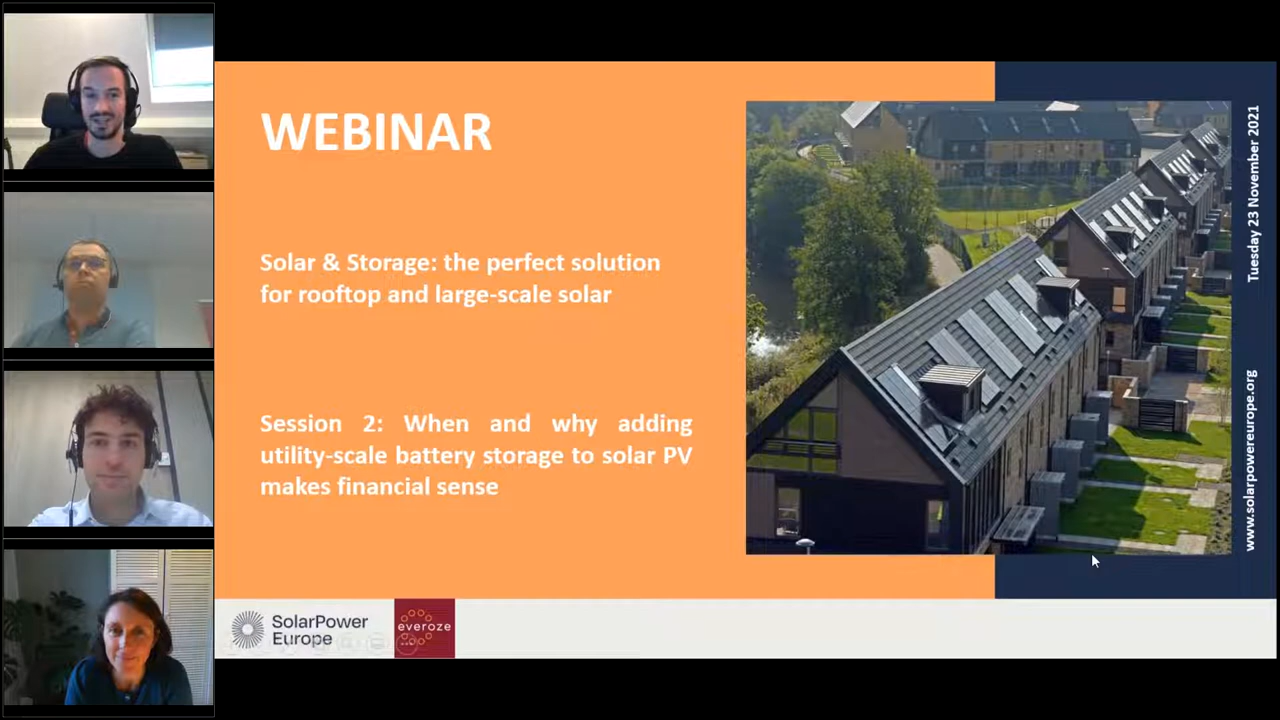 WEBINAR
Solar & Storage: the perfect solution
for rooftop and large-scale solar
Session 2: When and why adding
utility-scale battery storage to solar PV
makes financial sense
Tuesday 23 November 2021
www.solarpowereurope.org
SolarPower
Europe
everoze